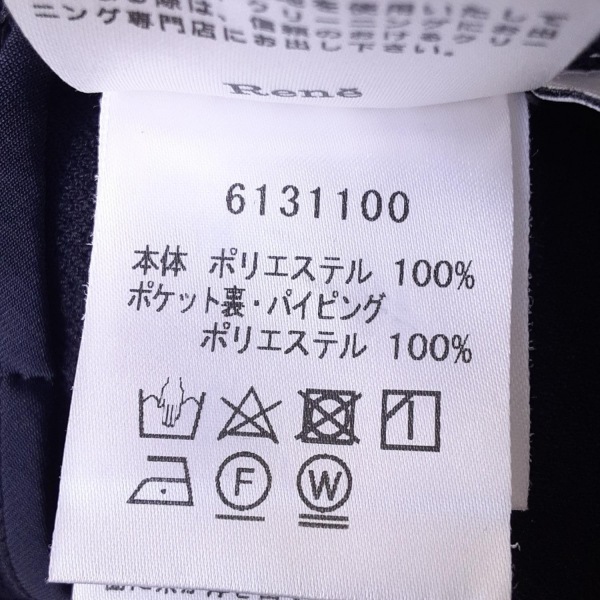 ニング専門店にお出し下さい。
René
6131100
本体 ポリエステル 100%
ポケット裏・パイピング
ポリエステル 100%
F W